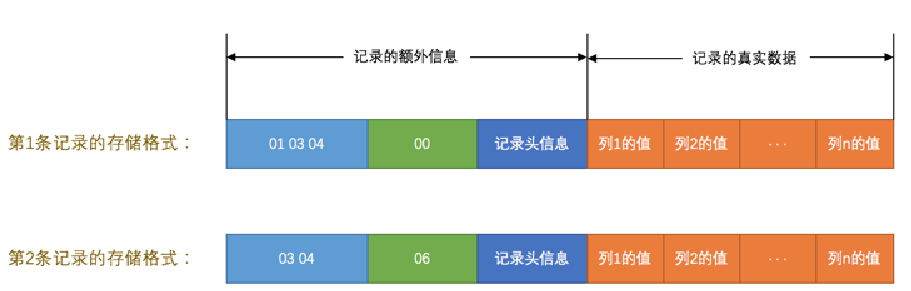 记录的额外信息 记录的真实数据
第1条记录的存储格式： 01 03 04 00 记录头信息 列1的值 列2的值 ··· 列n的值
第2条记录的存储格式： 03 04 06 记录头信息 列1的值 列2的值 ··· 列n的值